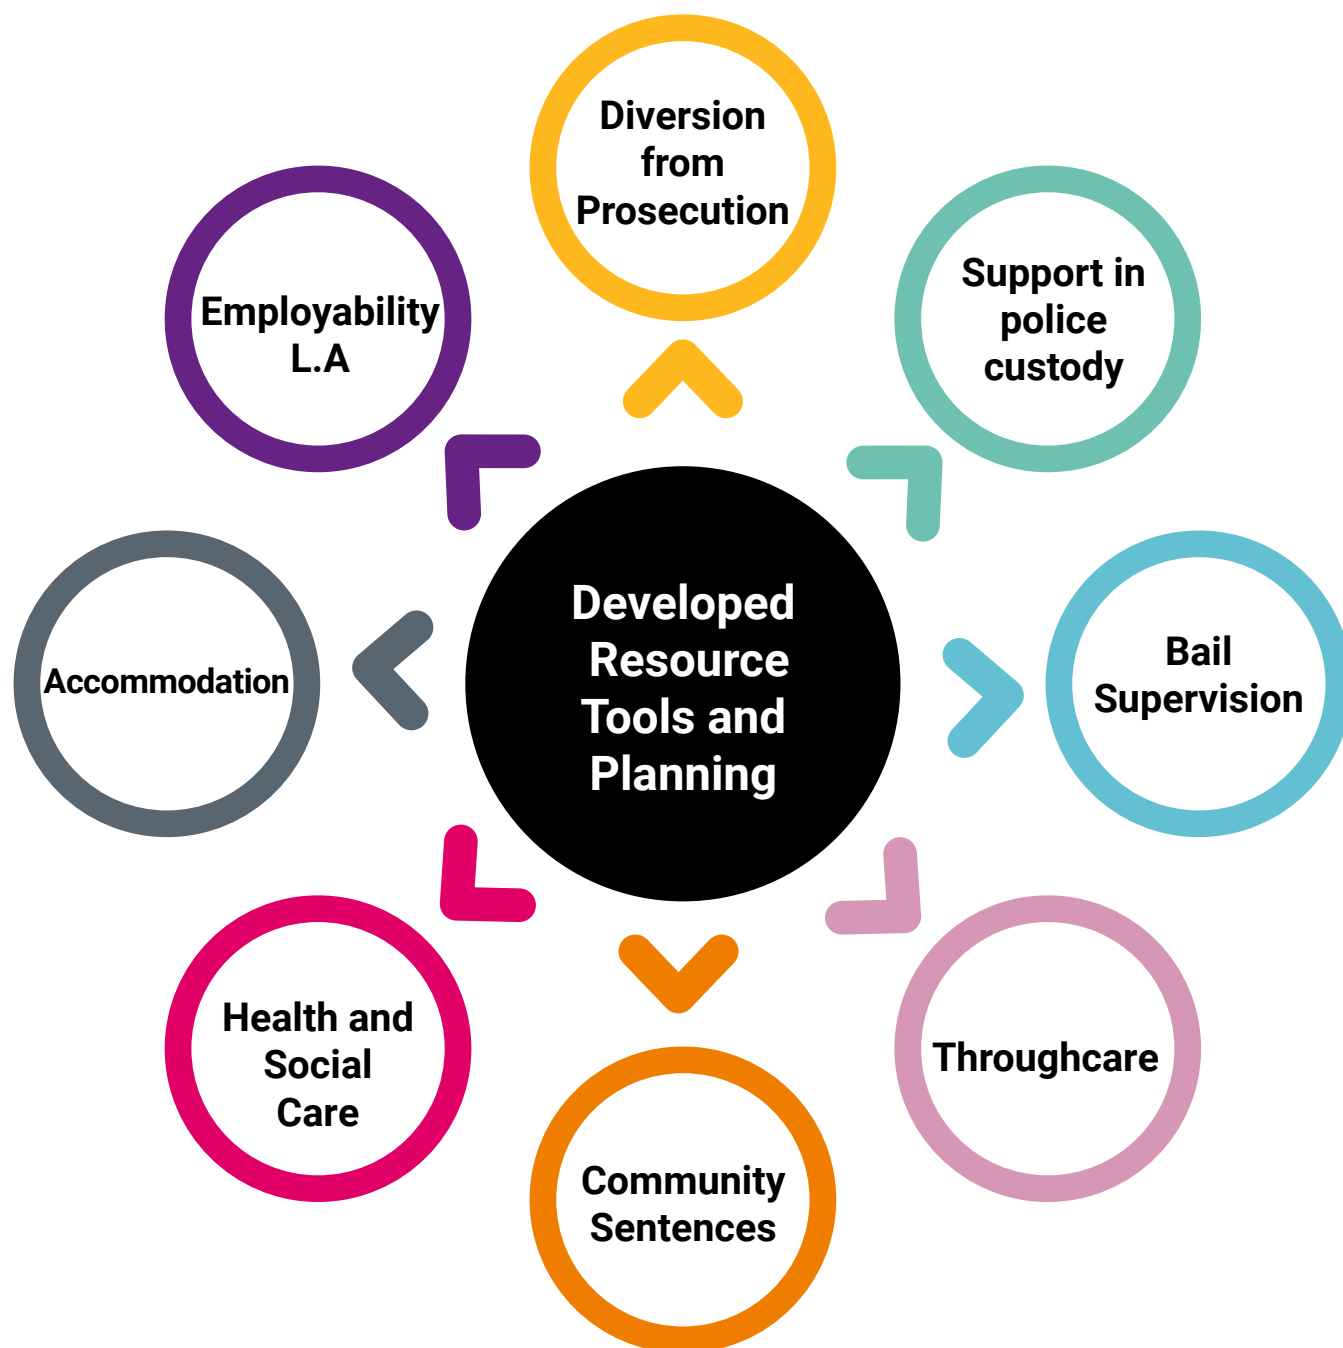 Diversion
from
Prosecution
Support in
police
custody
Bail
Supervision
Throughcare
Community
Sentences
Health and
Social
Care
Accommodation
Employability
L.A
Developed
Resource
Tools and
Planning